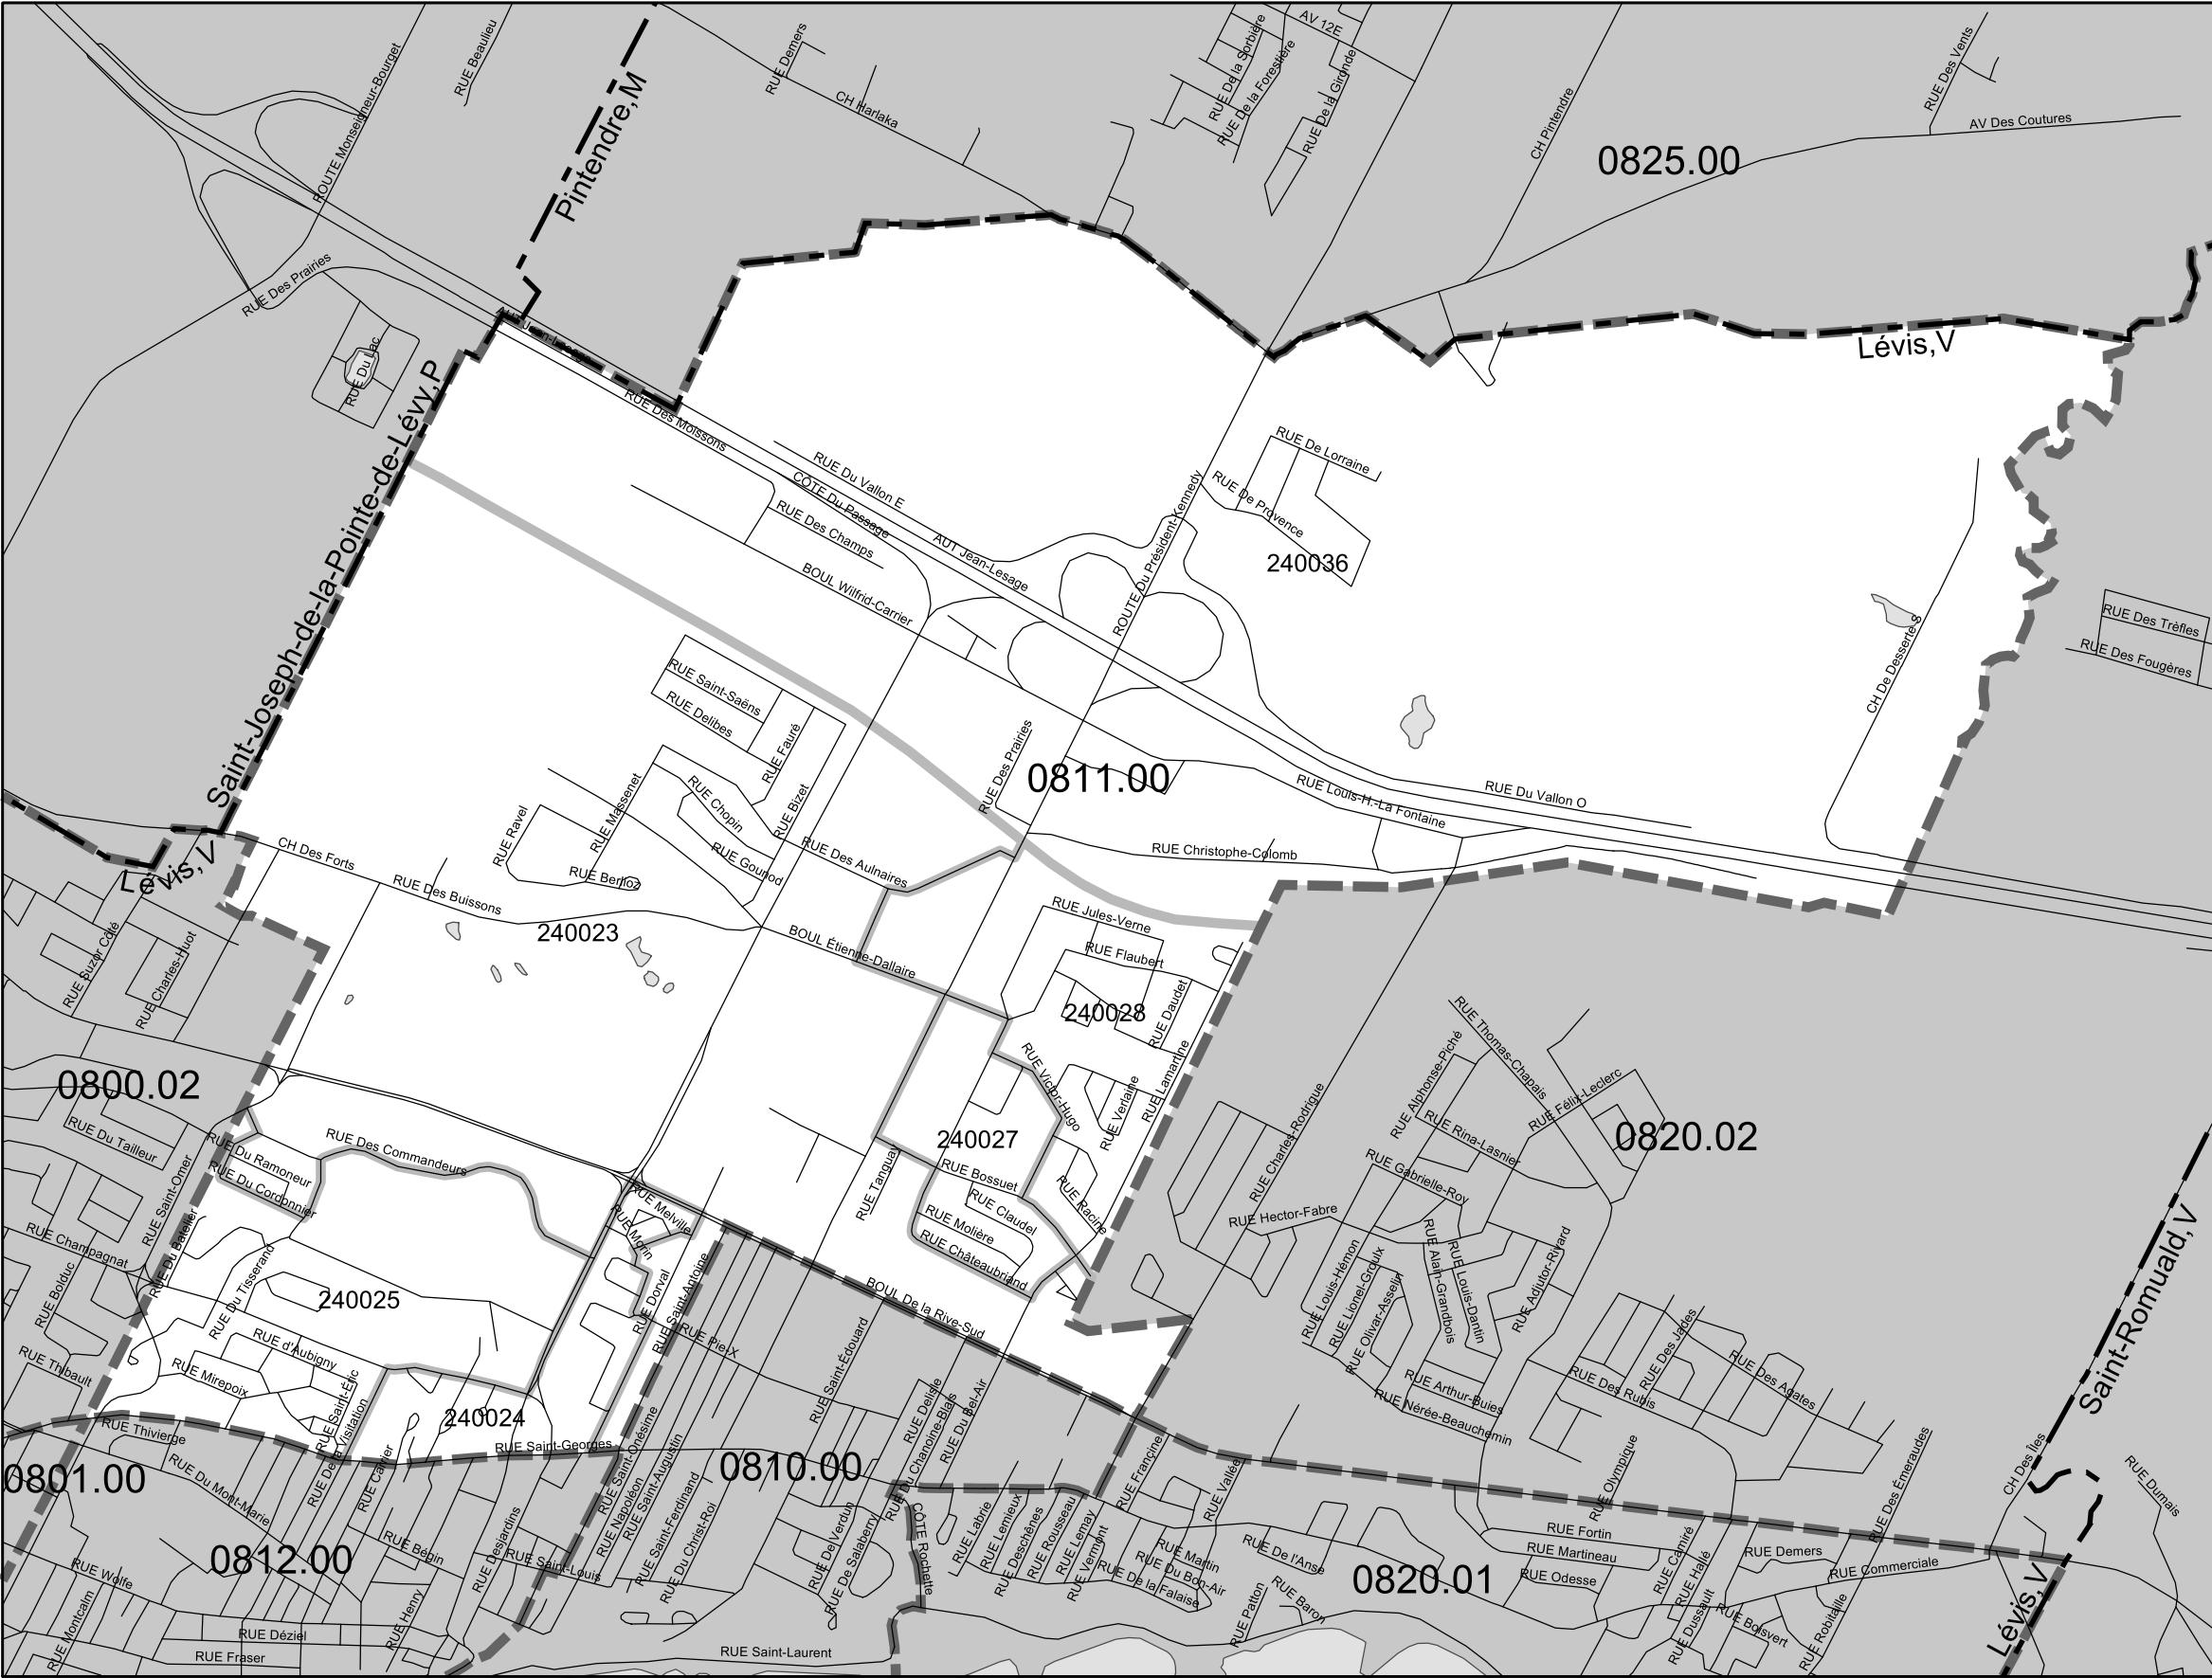 RUE Beaulieu
ROUTE Monseigneur-Bourget
Pintendre,M
RUE Demers
CH Harlaka
AV 12E
RUE De la Sorbière
RUE De la Forestière
RUE De la Gironde
CH Pintendre
RUE Des Vents
AV Des Coutures
0825.00
RUE Des Prairies
RUE Du Lac
AUT Jean-Lesage
Lévis,V
Saint-Joseph-de-la-Pointe-de-Lévy,P
RUE Des Moissons
RUE Du Vallon E
CÔTE Du Passage
RUE Des Champs
AUT Jean-Lesage
BOUL Wilfrid-Carrier
ROUTE Du Président-Kennedy
RUE De Lorraine
RUE De Provence
240036
CH De Desserte S
RUE Des Trèfles
RUE Des Fougères
RUE Saint-Saëns
RUE Delibes
RUE Fauré
RUE Bizet
RUE Chopin
RUE Gounod
RUE Massenet
RUE Ravel
RUE Berlioz
RUE Des Aulnaires
RUE Des Prairies
0811.00
RUE Du Vallon O
RUE Louis-H.-La Fontaine
RUE Christophe-Colomb
Lévis,V
CH Des Forts
RUE Des Buissons
240023
BOUL Étienne-Dallaire
RUE Jules-Verne
RUE Flaubert
240028
RUE Daudet
RUE Lamartine
RUE Verlaine
RUE Victor-Hugo
RUE Racine
240027
RUE Bossuet
RUE Claudel
RUE Molière
RUE Châteaubriand
RUE Tanguay
RUE Suzor-Côté
RUE Charles-Huot
0800.02
RUE Du Tailleur
RUE Saint-Omer
RUE Champagnat
RUE Bolduc
RUE Thibault
RUE Du Ramoneur
RUE Du Cordonnier
RUE Des Commandeurs
RUE Du Batelier
RUE Du Tisserand
240025
RUE d'Aubigny
RUE Mirepoix
RUE Saint-Éric
RUE De la Visitation
240024
RUE Saint-Georges
RUE Melville
RUE Morin
RUE Dorval
RUE Saint-Antoine
RUE Pie-X
BOUL De la Rive-Sud
RUE Saint-Édouard
RUE Delisle
RUE Du Chanoine-Blais
RUE Du Bel-Air
RUE Charles-Rodrigue
RUE Hector-Fabre
RUE Thomas-Chapais
RUE Alphonse-Piché
RUE Rina-Lasnier
RUE Félix-Leclerc
0820.02
RUE Gabrielle-Roy
RUE Louis-Hémon
RUE Lionel-Groulx
RUE Olivar-Asselin
RUE Alain-Grandbois
RUE Louis-Dantin
RUE Adjutor-Rivard
RUE Arthur-Buies
RUE Nérée-Beauchemin
RUE Des Rubis
RUE Des Jades
RUE Des Agates
RUE Olympique
RUE Des Émeraudes
Saint-Romuald,V
CH Des Îles
RUE Dumais
0801.00
RUE Thivierge
RUE Du Mont-Marie
RUE Carrier
0812.00
RUE Wolfe
RUE Montcalm
RUE Déziel
RUE Fraser
RUE Bégin
RUE Henry
RUE Desjardins
RUE Saint-Louis
RUE Saint-Onésime
RUE Napoléon
RUE Saint-Augustin
RUE Saint-Ferdinand
RUE Du Christ-Roi
0810.00
RUE De Verdun
RUE De Salaberry
CÔTE Rochette
RUE Saint-Laurent
RUE Labrie
RUE Lemieux
RUE Deschênes
RUE Rousseau
RUE Lemay
RUE Vermont
RUE Françine
RUE Vallée
RUE Martin
RUE Du Bon-Air
RUE De la Falaise
RUE De l'Anse
RUE Patton
RUE Baron
0820.01
RUE Fortin
RUE Martineau
RUE Odesse
RUE Camiré
RUE Hallé
RUE Dussault
RUE Demers
RUE Commerciale
RUE Boisvert
RUE Robitaille
Lévis,V